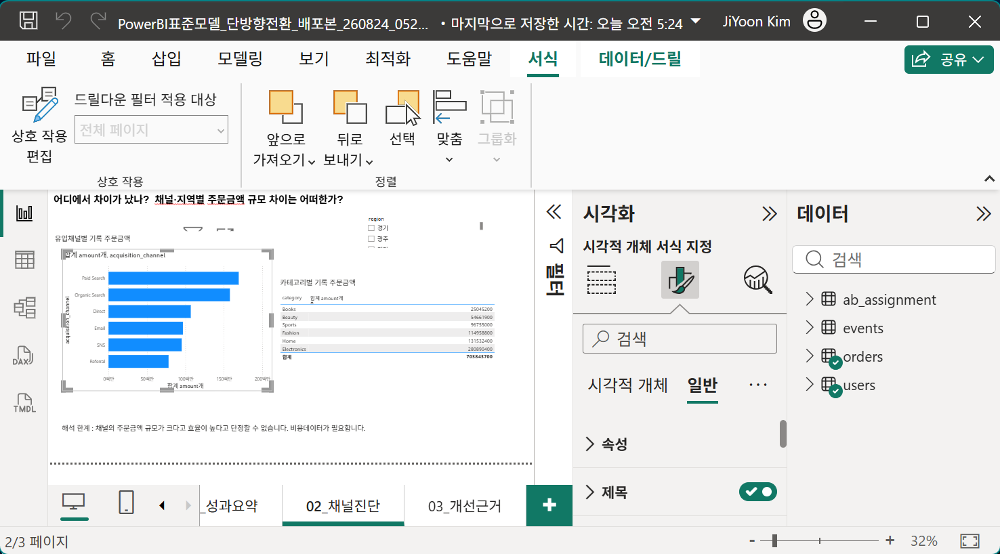 PowerBI표준모델_단방향전환_배포본_260824_052... • 마지막으로 저장한 시간: 오늘 오전 5:24
JiYoon Kim
파일 홈 삽입 모델링 보기 최적화 도움말 서식 데이터/드릴 공유
상호 작용
편집
드릴다운 필터 적용 대상
전체 페이지
상호 작용
앞으로
가져오기
뒤로
보내기
선택
맞춤
그룹화
정렬
어디에서 차이가 났나? 채널·지역별 주문금액 규모 차이는 어떠한가?
region
경기
광주
유입채널별 기록 주문금액
합계 amount개, acquisition_channel
acquisition_channel
Paid Search
Organic Search
Direct
Email
SNS
Referral
0백만 50백만 100백만 150백만 200백만
합계 amount개
카테고리별 기록 주문금액
category 합계 amount개
Books 25045200
Beauty 54661900
Sports 96755000
Fashion 114958800
Home 131532400
Electronics 280890400
합계 703843700
해석 한계 : 채널의 주문금액 규모가 크다고 효율이 높다고 단정할 수 없습니다. 비용데이터가 필요합니다.
필터
시각화
시각적 개체 서식 지정
검색
시각적 개체 일반 ...
속성
제목
데이터
검색
ab_assignment
events
orders
users
DAX
TMDL
_성과요약 02_채널진단 03_개선근거 +
2/3 페이지
- + 32%